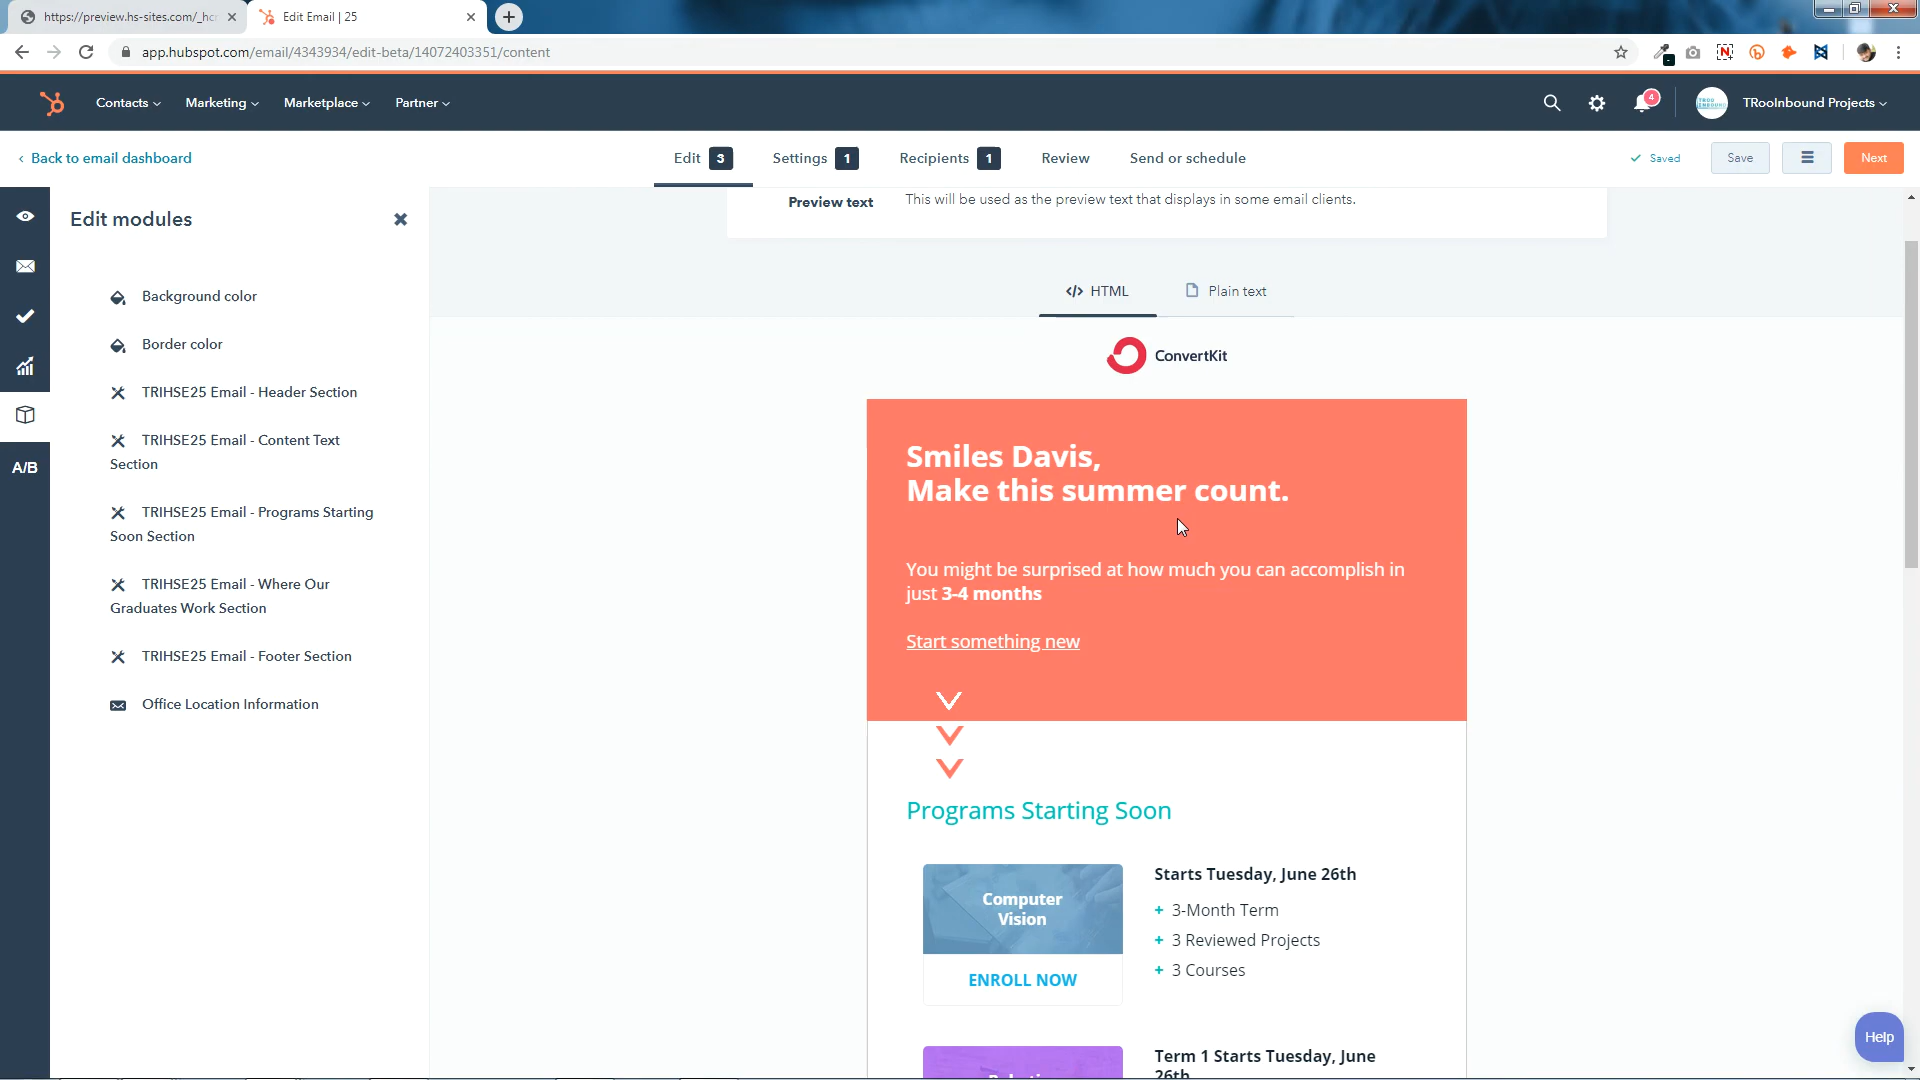 https://preview.hs-sites.com/_hcm
Edit Email | 25
app.hubspot.com/email/4343934/edit-beta/14072403351/content
Contacts
Marketing
Marketplace
Partner
4
TRooInbound Projects
Back to email dashboard
Edit 3
Settings 1
Recipients 1
Review
Send or schedule
Saved
Save
Next
Edit modules
Background color
Border color
TRIHSE25 Email - Header Section
TRIHSE25 Email - Content Text
Section
TRIHSE25 Email - Programs Starting
Soon Section
TRIHSE25 Email - Where Our
Graduates Work Section
TRIHSE25 Email - Footer Section
Office Location Information
A/B
Preview text This will be used as the preview text that displays in some email clients.
</> HTML
Plain text
ConvertKit
Smiles Davis,
Make this summer count.
You might be surprised at how much you can accomplish in
just 3-4 months
Start something new
Programs Starting Soon
Computer
Vision
ENROLL NOW
Starts Tuesday, June 26th
+ 3-Month Term
+ 3 Reviewed Projects
+ 3 Courses
Term 1 Starts Tuesday, June
26th
Help